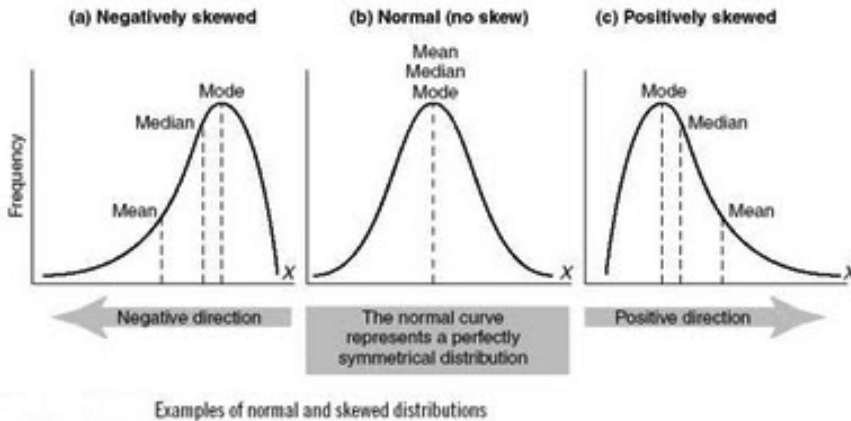 (a) Negatively skewed
Mode
Median
Mean
Frequency
X
Negative direction
(b) Normal (no skew)
Mean
Median
Mode
X
The normal curve
represents a perfectly
symmetrical distribution
(c) Positively skewed
Mode
Median
Mean
X
Positive direction
Examples of normal and skewed distributions